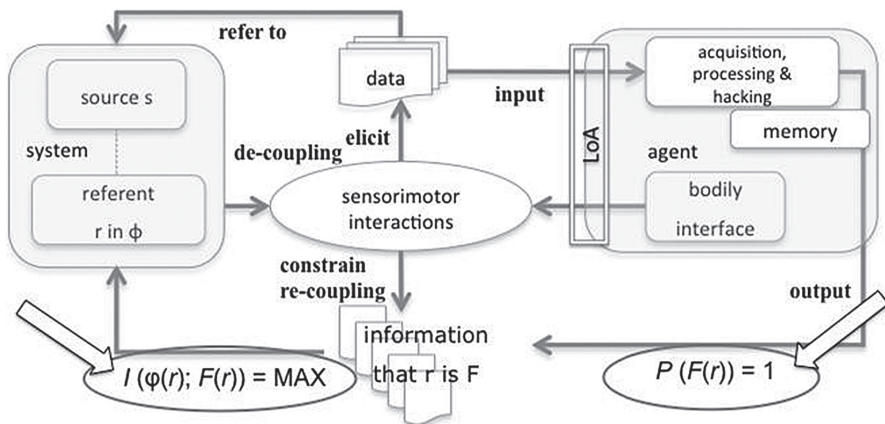 refer to
source s
system
referent
r in ϕ
de-coupling
elicit
data
input
sensorimotor
interactions
constrain
re-coupling
LoA
acquisition,
processing &
hacking
memory
agent
bodily
interface
output
information
that r is F
I (φ(r); F(r)) = MAX
P (F(r)) = 1